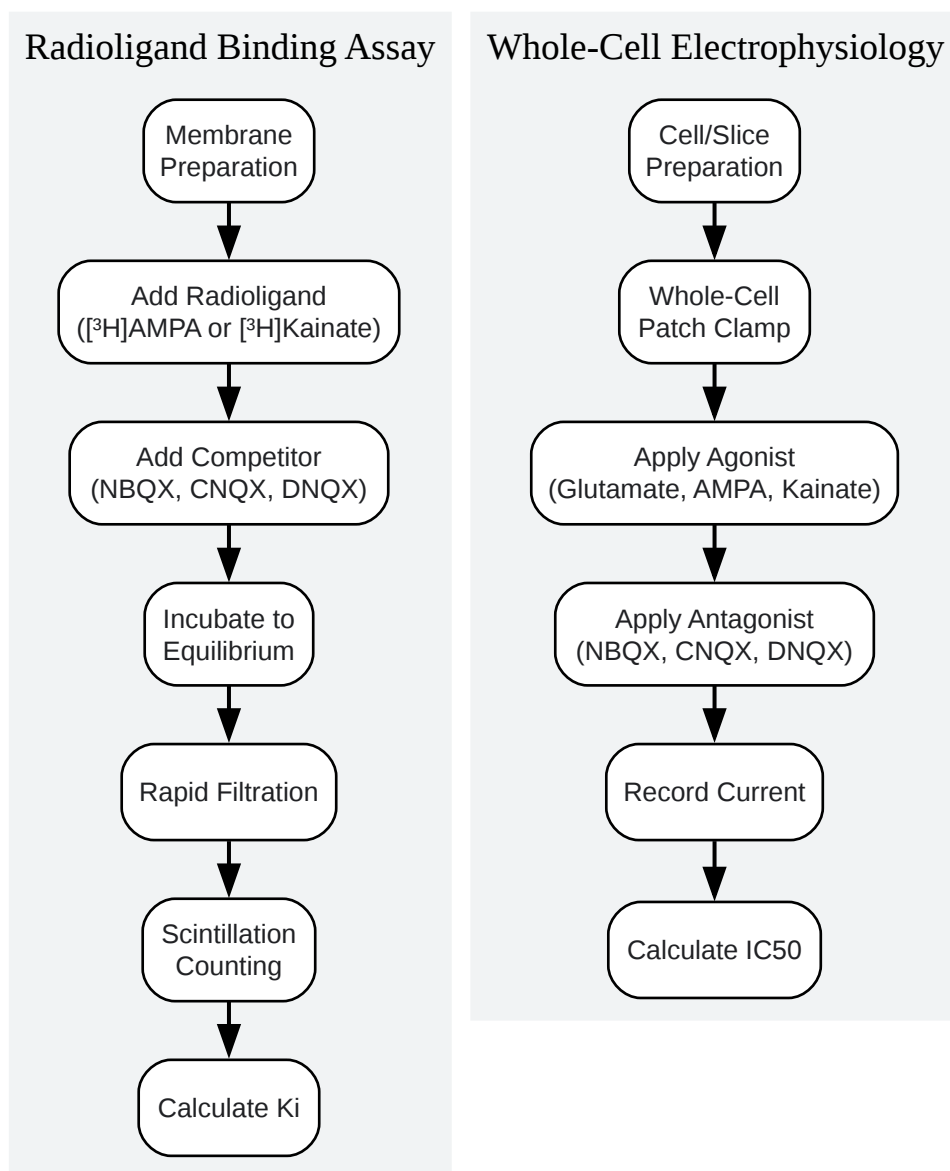 Radioligand Binding Assay
Membrane
Preparation
Add Radioligand
([³H]AMPA or [³H]Kainate)
Add Competitor
(NBQX, CNQX, DNQX)
Incubate to
Equilibrium
Rapid Filtration
Scintillation
Counting
Calculate Ki
Whole-Cell Electrophysiology
Cell/Slice
Preparation
Whole-Cell
Patch Clamp
Apply Agonist
(Glutamate, AMPA, Kainate)
Apply Antagonist
(NBQX, CNQX, DNQX)
Record Current
Calculate IC50